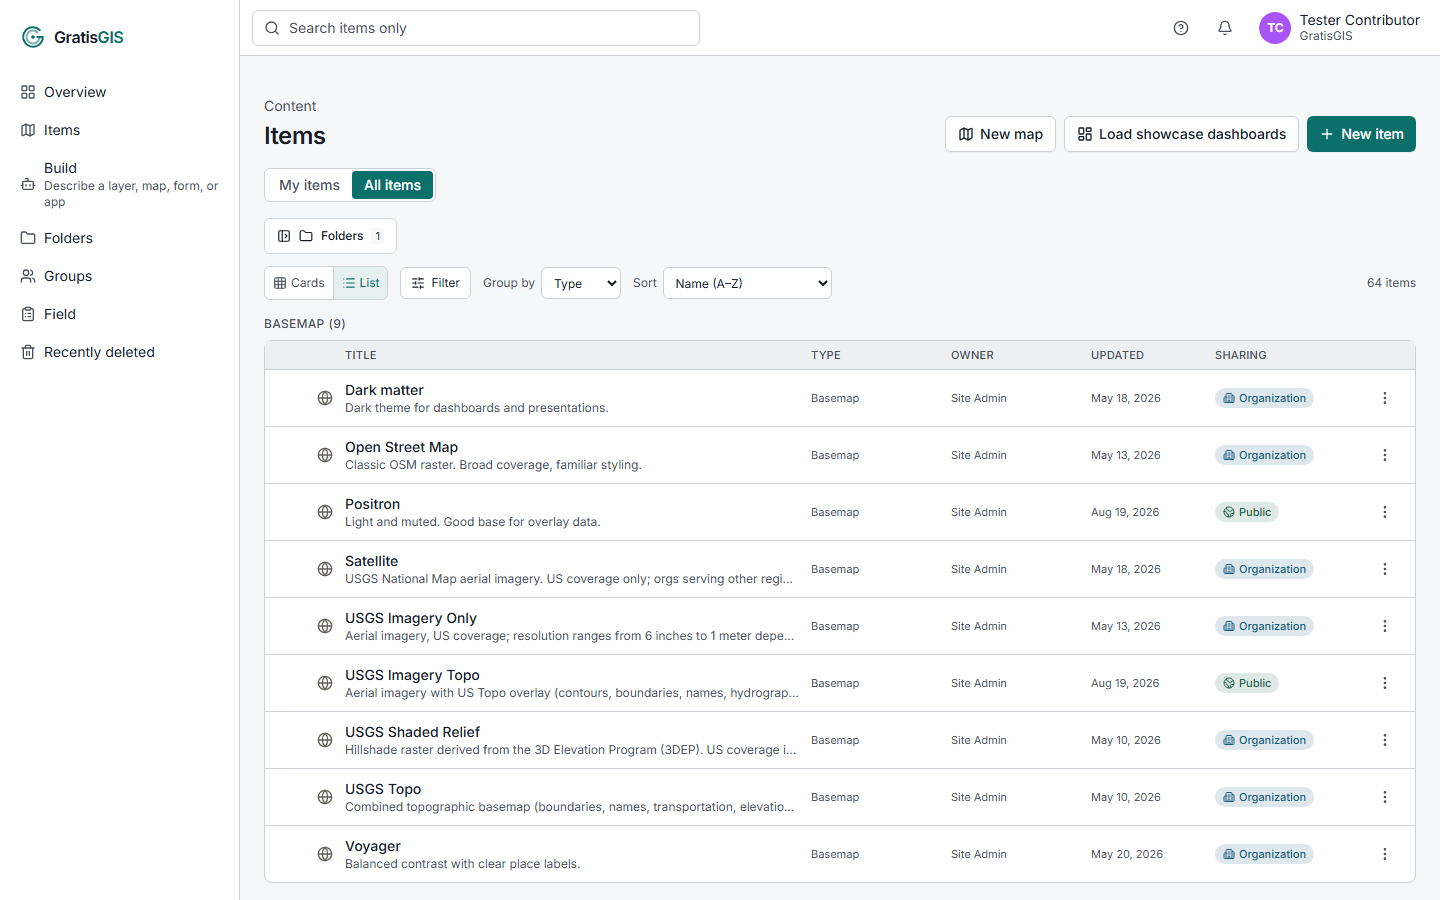 GratisGIS
Search items only
TC
Tester Contributor
GratisGIS
Overview
Items
Build
Describe a layer, map, form, or
app
Folders
Groups
Field
Recently deleted
Content
Items
New map
Load showcase dashboards
New item
My items
All items
Folders 1
Cards
List
Filter
Group by
Type
Sort
Name (A–Z)
64 items
BASEMAP (9)
TITLE TYPE OWNER UPDATED SHARING
Dark matter
Dark theme for dashboards and presentations.
Basemap Site Admin May 18, 2026 Organization
Open Street Map
Classic OSM raster. Broad coverage, familiar styling.
Basemap Site Admin May 13, 2026 Organization
Positron
Light and muted. Good base for overlay data.
Basemap Site Admin Aug 19, 2026 Public
Satellite
USGS National Map aerial imagery. US coverage only; orgs serving other regi...
Basemap Site Admin May 18, 2026 Organization
USGS Imagery Only
Aerial imagery, US coverage; resolution ranges from 6 inches to 1 meter depe...
Basemap Site Admin May 13, 2026 Organization
USGS Imagery Topo
Aerial imagery with US Topo overlay (contours, boundaries, names, hydrograp...
Basemap Site Admin Aug 19, 2026 Public
USGS Shaded Relief
Hillshade raster derived from the 3D Elevation Program (3DEP). US coverage i...
Basemap Site Admin May 10, 2026 Organization
USGS Topo
Combined topographic basemap (boundaries, names, transportation, elevatio...
Basemap Site Admin May 10, 2026 Organization
Voyager
Balanced contrast with clear place labels.
Basemap Site Admin May 20, 2026 Organization